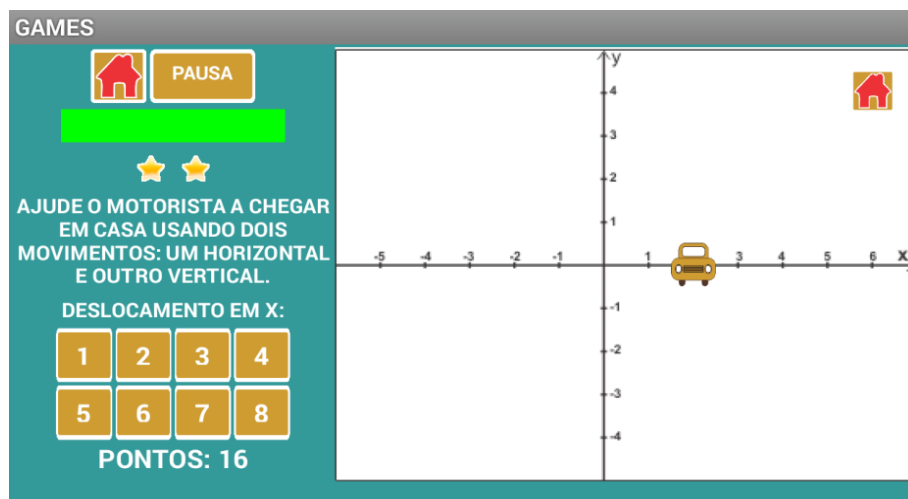 GAMES
PAUSA
AJUDE O MOTORISTA A CHEGAR
EM CASA USANDO DOIS
MOVIMENTOS: UM HORIZONTAL
E OUTRO VERTICAL.
DESLOCAMENTO EM X:
1 2 3 4
5 6 7 8
PONTOS: 16
y
4
3
2
1
-5 -4 -3 -2 -1 1 3 4 5 6 X
-1
-2
-3
-4